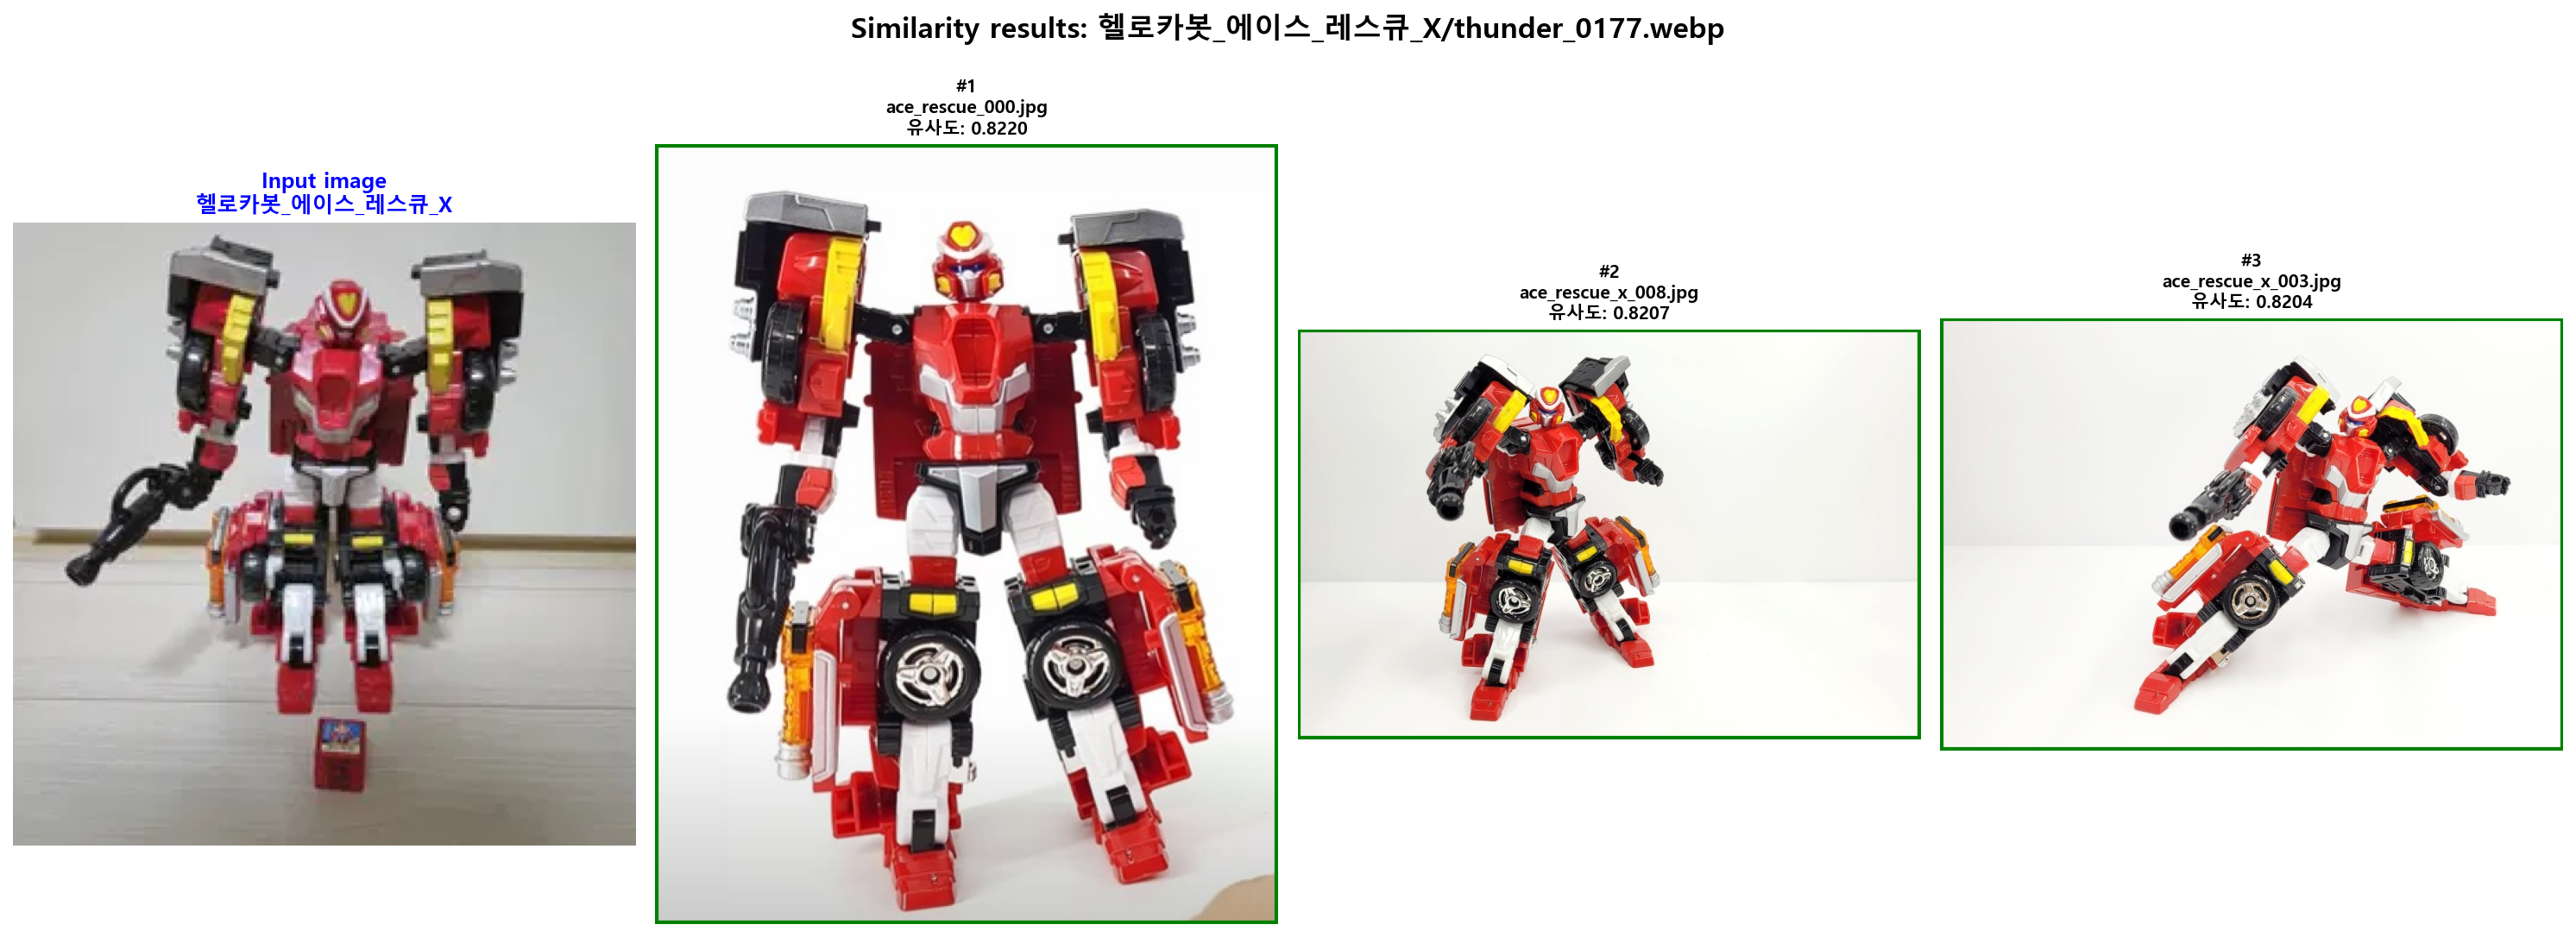 Similarity results: 헬로카봇_에이스_레스큐_X/thunder_0177.webp
Input image
헬로카봇_에이스_레스큐_X
#1
ace_rescue_000.jpg
유사도: 0.8220
#2
ace_rescue_x_008.jpg
유사도: 0.8207
#3
ace_rescue_x_003.jpg
유사도: 0.8204